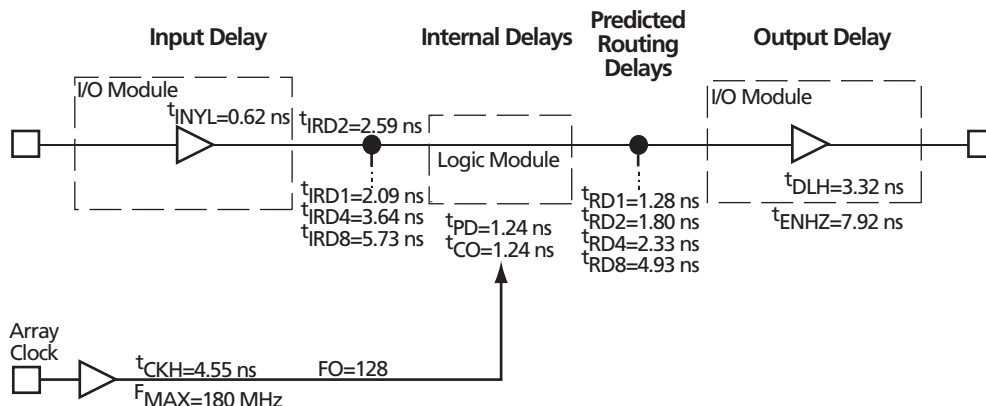 Input Delay
Internal Delays
Predicted
Routing
Delays
Output Delay
I/O Module
tINYL=0.62 ns
tIRD2=2.59 ns
Logic Module
I/O Module
tIRD1=2.09 ns
tIRD4=3.64 ns
tIRD8=5.73 ns
tPD=1.24 ns
tCO=1.24 ns
tRD1=1.28 ns
tRD2=1.80 ns
tRD4=2.33 ns
tRD8=4.93 ns
tDLH=3.32 ns
tENHZ=7.92 ns
Array
Clock
tCKH=4.55 ns
FO=128
FMAX=180 MHz